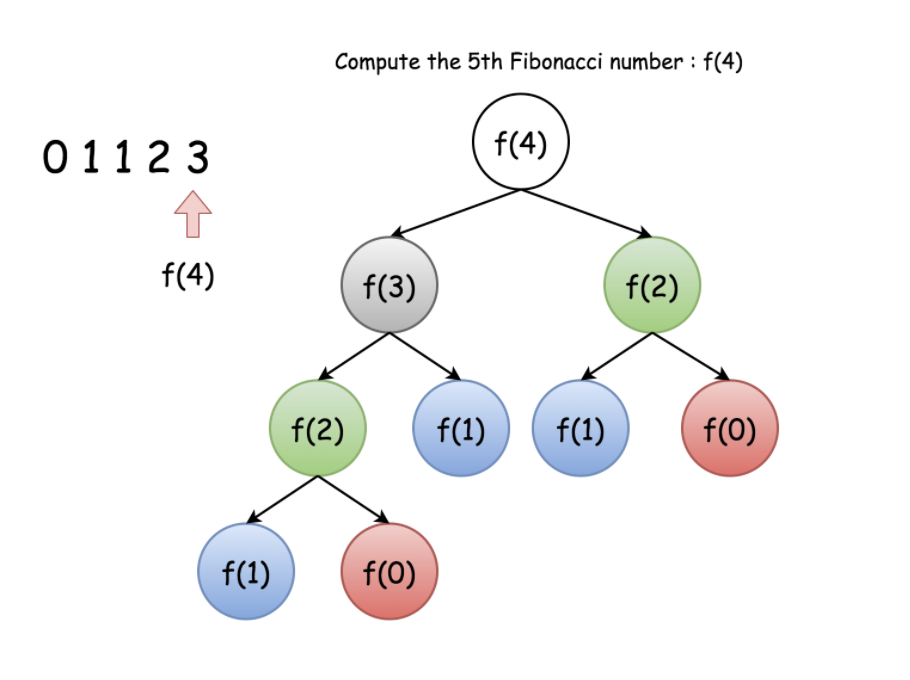 Compute the 5th Fibonacci number : f(4)
0 1 1 2 3
f(4)
f(4)
f(3)
f(2)
f(2)
f(1)
f(1)
f(0)
f(1)
f(0)